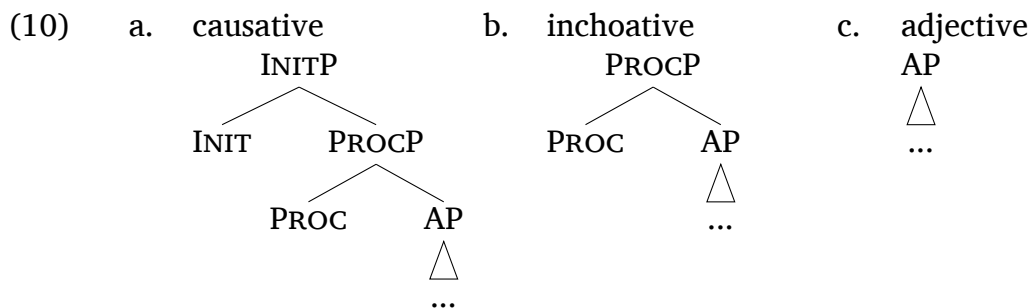 (10) a. causative b. inchoative c. adjective
INITP PROCP AP
INIT PROCP PROC AP ...
PROC AP ...
...